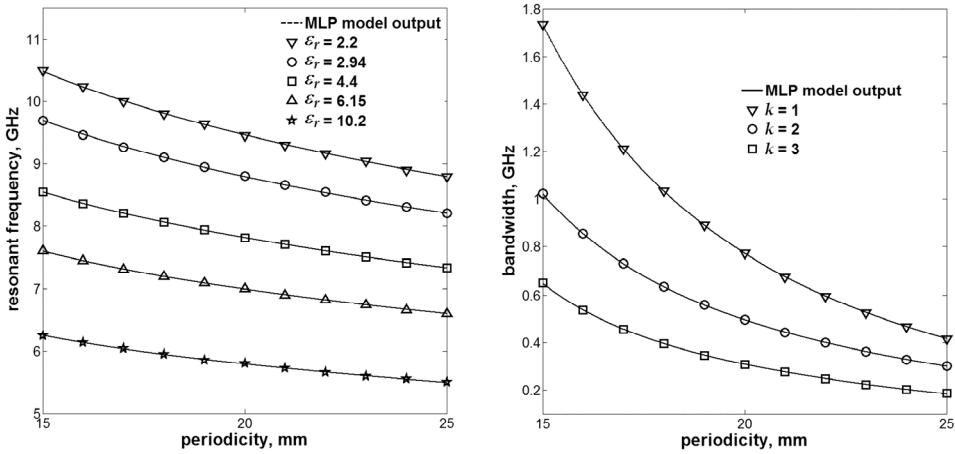 11
10
9
8
7
6
5
15
20
25
resonant frequency, GHz
periodicity, mm
MLP model output
εr = 2.2
εr = 2.94
εr = 4.4
εr = 6.15
εr = 10.2
1.8
1.6
1.4
1.2
1
0.8
0.6
0.4
0.2
15
20
25
bandwidth, GHz
periodicity, mm
MLP model output
k = 1
k = 2
k = 3